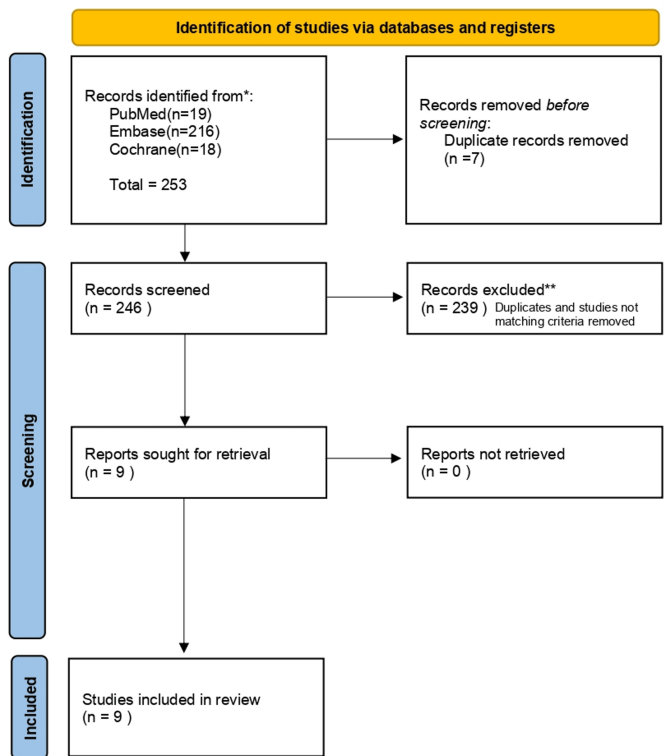 Identification of studies via databases and registers
Identification
Records identified from*:
PubMed(n=19)
Embase(n=216)
Cochrane(n=18)
Total = 253
Records removed before
screening:
Duplicate records removed
(n =7)
Screening
Records screened
(n = 246 )
Records excluded**
(n = 239 ) Duplicates and studies not
matching criteria removed
Reports sought for retrieval
(n = 9 )
Reports not retrieved
(n = 0 )
Included
Studies included in review
(n = 9 )